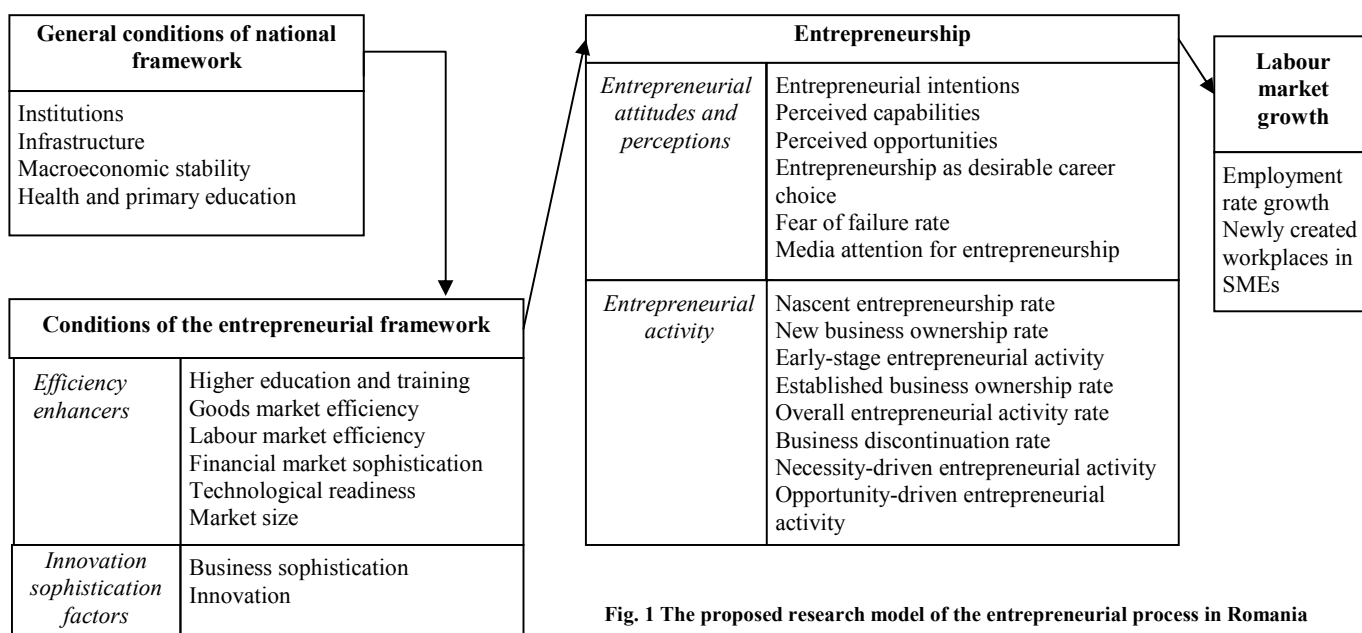 General conditions of national
framework
Institutions
Infrastructure
Macroeconomic stability
Health and primary education
Conditions of the entrepreneurial framework
Efficiency
enhancers
Higher education and training
Goods market efficiency
Labour market efficiency
Financial market sophistication
Technological readiness
Market size
Innovation
sophistication
factors
Business sophistication
Innovation
Entrepreneurship
Entrepreneurial
attitudes and
perceptions
Entrepreneurial intentions
Perceived capabilities
Perceived opportunities
Entrepreneurship as desirable career
choice
Fear of failure rate
Media attention for entrepreneurship
Entrepreneurial
activity
Nascent entrepreneurship rate
New business ownership rate
Early-stage entrepreneurial activity
Established business ownership rate
Overall entrepreneurial activity rate
Business discontinuation rate
Necessity-driven entrepreneurial activity
Opportunity-driven entrepreneurial
activity
Labour
market
growth
Employment
rate growth
Newly created
workplaces in
SMEs
Fig. 1 The proposed research model of the entrepreneurial process in Romania